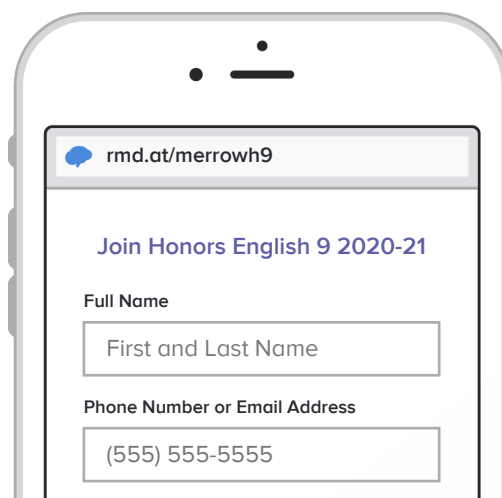 rmd.at/merrowh9
Join Honors English 9 2020-21
Full Name
First and Last Name
Phone Number or Email Address
(555) 555-5555